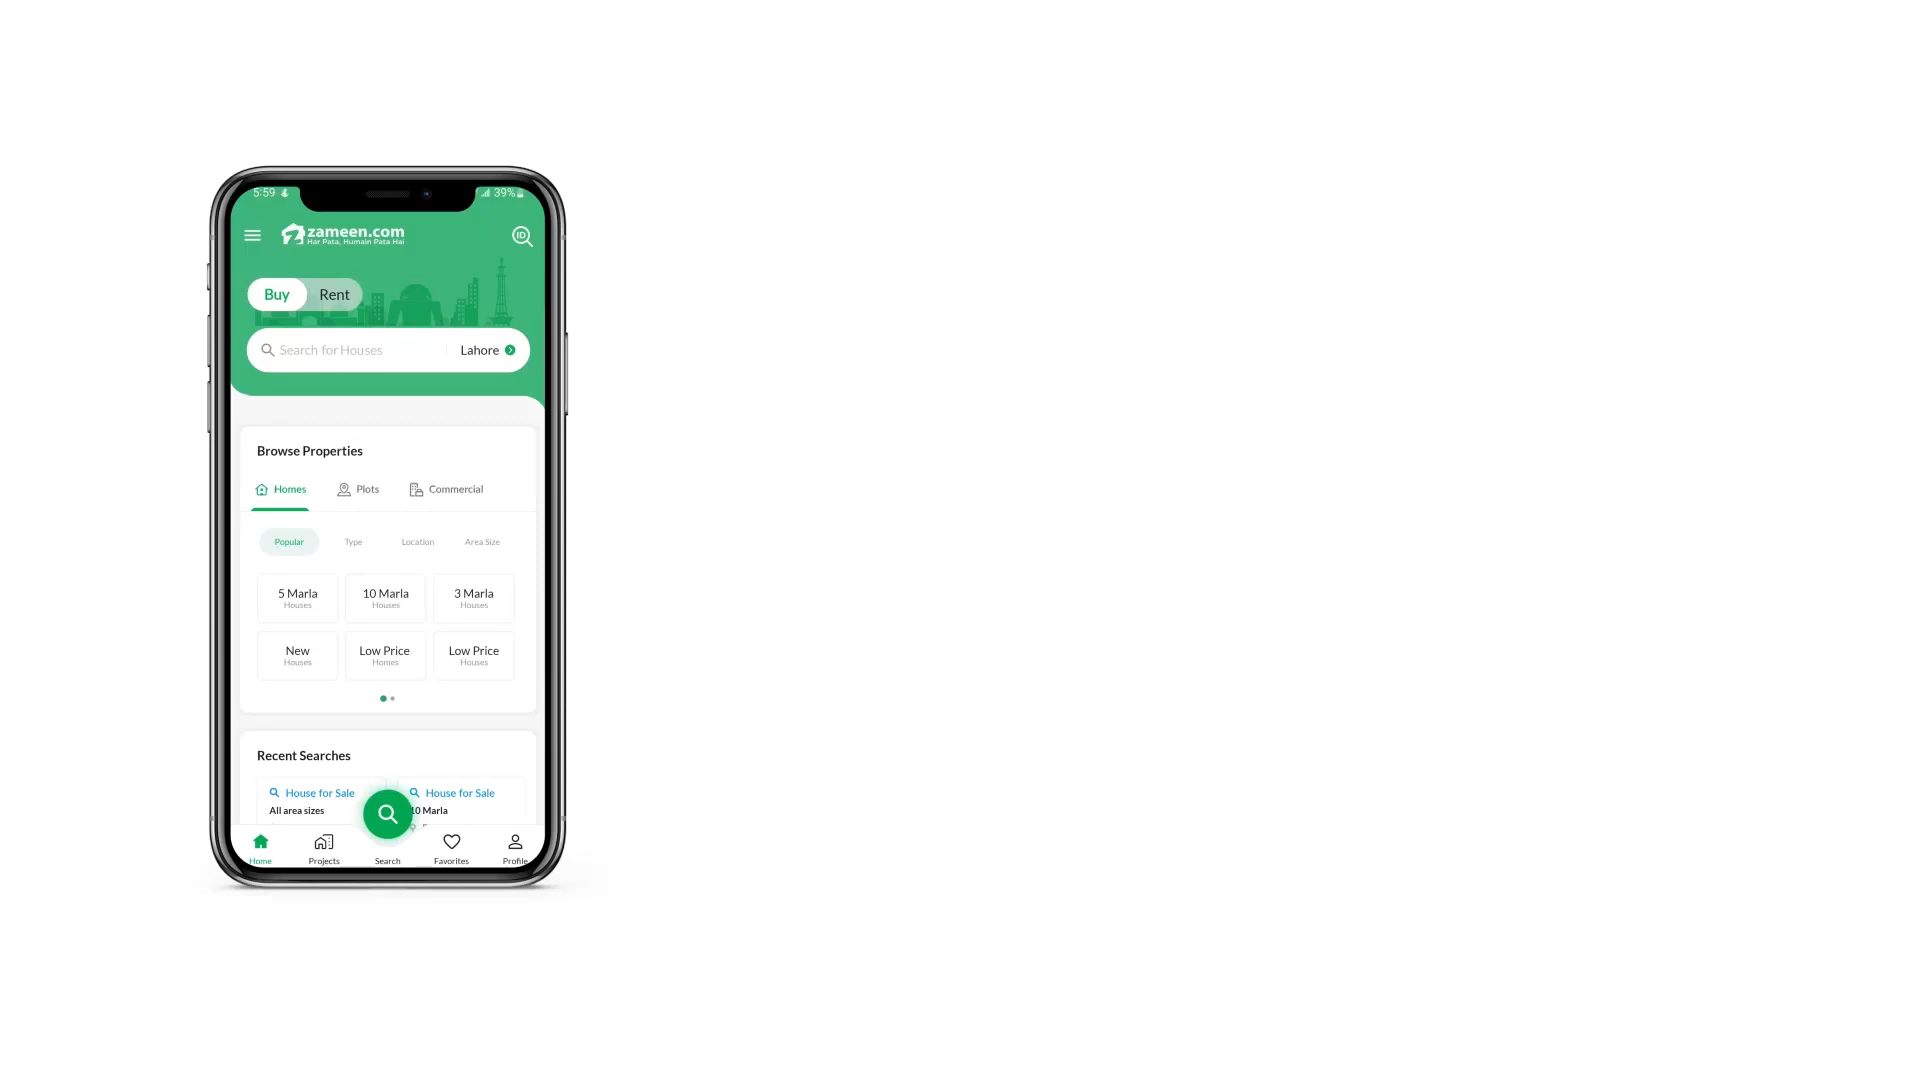 5:59
39%
zameen.com
Har Pata, Humain Pata Hai
ID
Buy Rent
Search for Houses Lahore
Browse Properties
Homes Plots Commercial
Popular Type Location Area Size
5 Marla 10 Marla 3 Marla
Houses Houses Houses
New Low Price Low Price
Houses Homes Houses
Recent Searches
House for Sale House for Sale
All area sizes 10 Marla
Home Projects Search Favorites Profile